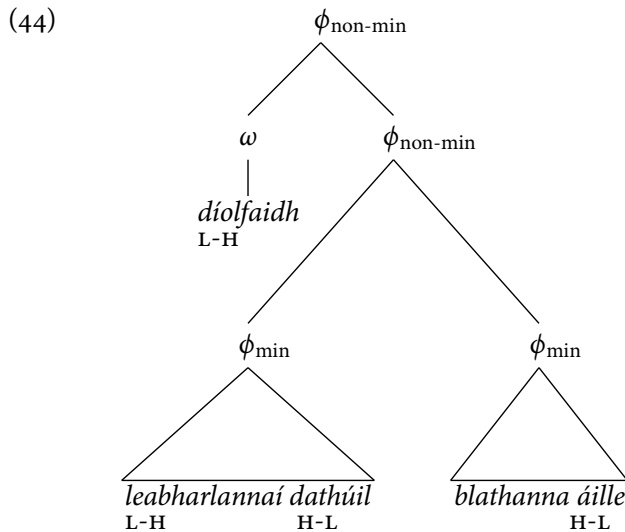 (44)
ϕnon-min
ω ϕnon-min
díolfaidh
L-H
ϕmin ϕmin
leabharlannaí dathúil blathanna áille
L-H H-L H-L